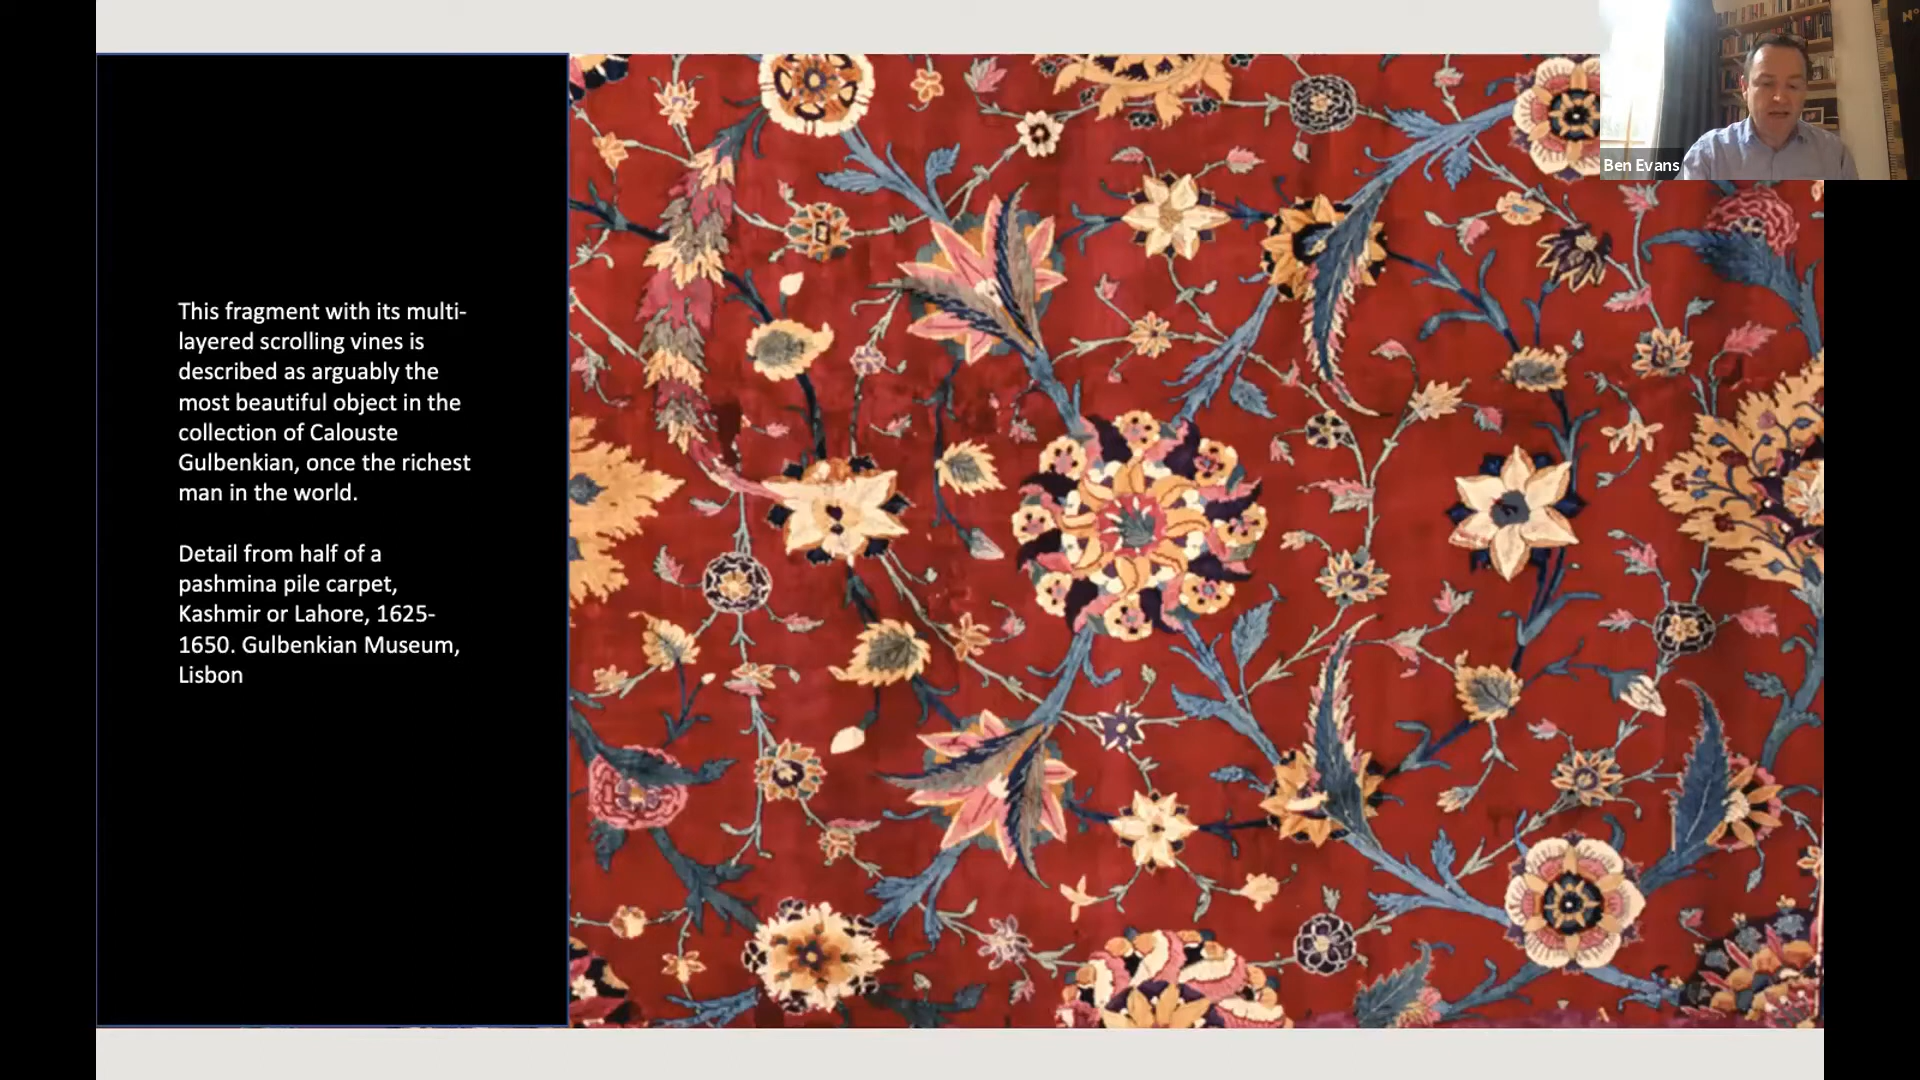 This fragment with its multi-
layered scrolling vines is
described as arguably the
most beautiful object in the
collection of Calouste
Gulbenkian, once the richest
man in the world.
Detail from half of a
pashmina pile carpet,
Kashmir or Lahore, 1625-
1650. Gulbenkian Museum,
Lisbon
Ben Evans